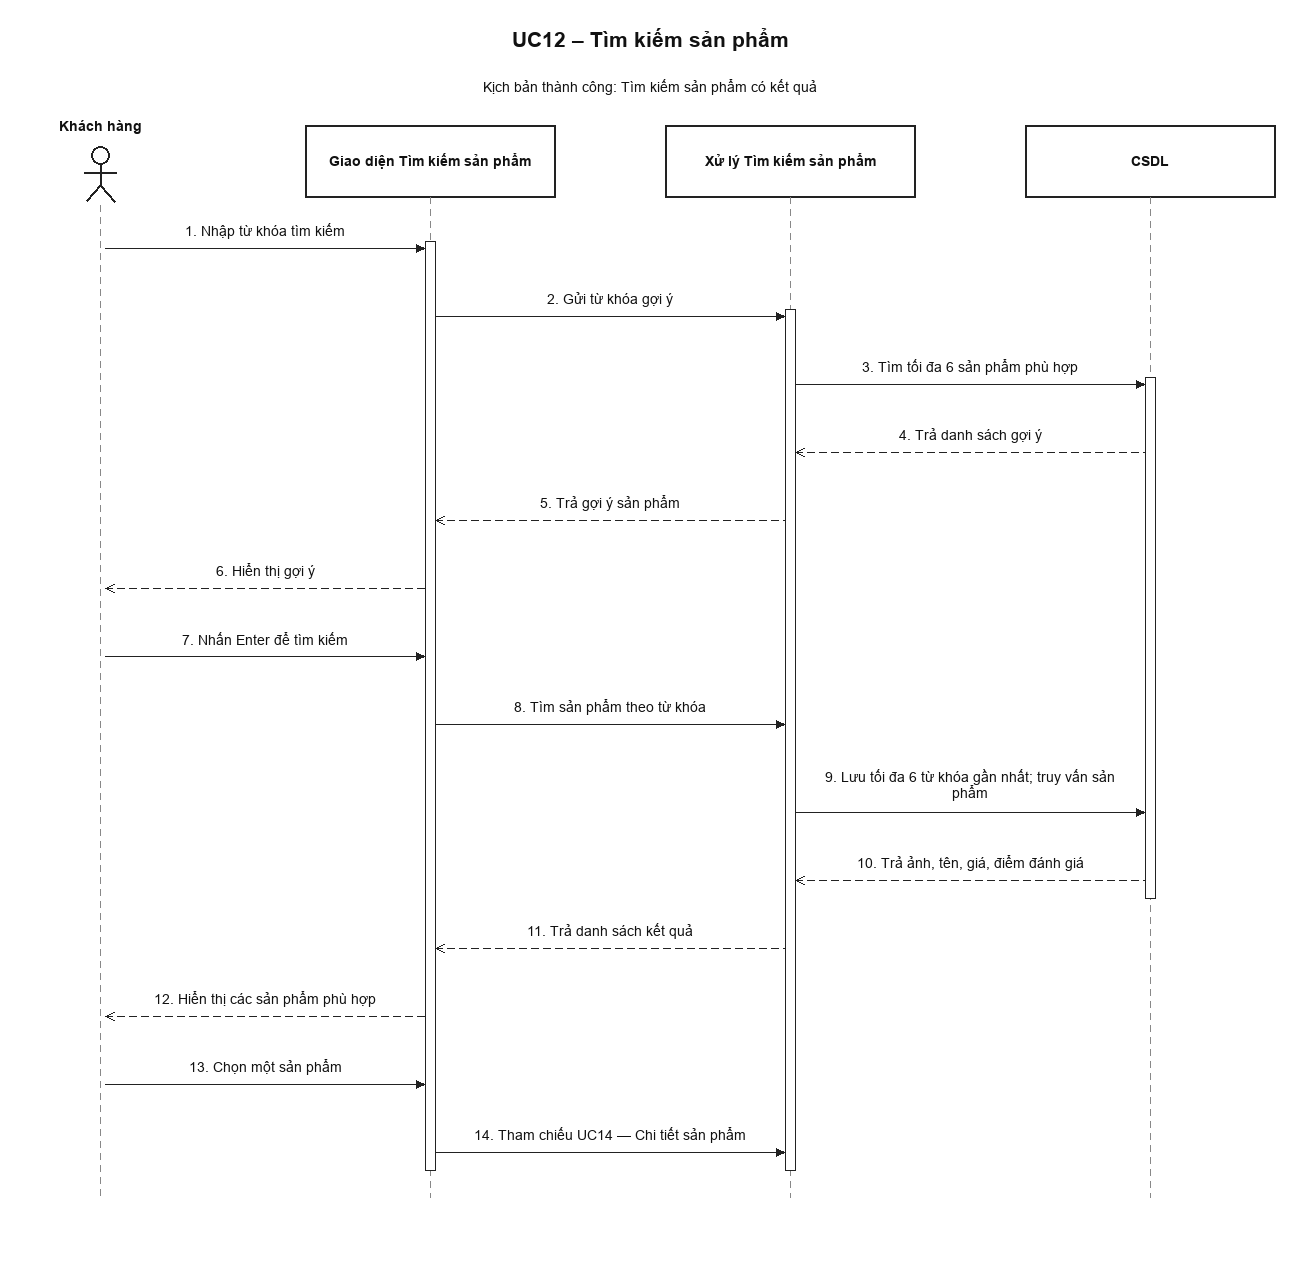 UC12 – Tìm kiếm sản phẩm
Kịch bản thành công: Tìm kiếm sản phẩm có kết quả
Khách hàng
Giao diện Tìm kiếm sản phẩm
Xử lý Tìm kiếm sản phẩm
CSDL
1. Nhập từ khóa tìm kiếm
2. Gửi từ khóa gợi ý
3. Tìm tối đa 6 sản phẩm phù hợp
4. Trả danh sách gợi ý
5. Trả gợi ý sản phẩm
6. Hiển thị gợi ý
7. Nhấn Enter để tìm kiếm
8. Tìm sản phẩm theo từ khóa
9. Lưu tối đa 6 từ khóa gần nhất; truy vấn sản
phẩm
10. Trả ảnh, tên, giá, điểm đánh giá
11. Trả danh sách kết quả
12. Hiển thị các sản phẩm phù hợp
13. Chọn một sản phẩm
14. Tham chiếu UC14 — Chi tiết sản phẩm